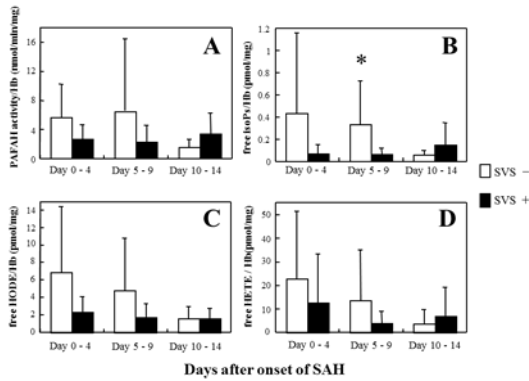 A
PAFAH activity/Hb (nmol/min/mg)
16
12
8
4
0
Day 0 - 4 Day 5 - 9 Day 10 - 14
B
free IsoPs/Hb (pmol/mg)
1.2
1
0.8
0.6
0.4
0.2
0
*
Day 0 - 4 Day 5 - 9 Day 10 - 14
SVS −
SVS +
C
free HODE/Hb (pmol/mg)
14
12
10
8
6
4
2
0
Day 0 - 4 Day 5 - 9 Day 10 - 14
D
free HETE / Hb(pmol/mg)
50
40
30
20
10
0
Day 0 - 4 Day 5 - 9 Day 10 - 14
Days after onset of SAH